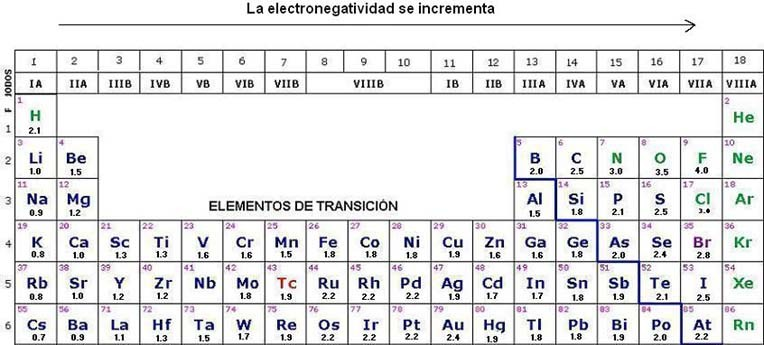 La electronegatividad se incrementa
I 2 3 4 5 6 7 8 9 10 11 12 13 14 15 16 17 18
IA IIA IIIB IVB VB VIB VIIB VIIIB IB IIB IIIA IVA VA VIA VIIA VIIIA
1 2
H He
1 2.1
3 4 5 6 7 8 9 10
2 Li Be B C N O F Ne
1.0 1.5 2.0 2.5 3.0 3.5 4.0
11 12 13 14 15 16 17 18
3 Na Mg ELEMENTOS DE TRANSICIÓN Al Si P S Cl Ar
0.9 1.2 1.5 1.8 2.1 2.5
19 20 21 22 23 24 25 26 27 28 29 30 31 32 33 34 35 36
4 K Ca Sc Ti V Cr Mn Fe Co Ni Cu Zn Ga Ge As Se Br Kr
0.8 1.0 1.3 1.3 1.6 1.6 1.5 1.8 1.8 1.8 1.9 1.6 1.6 1.8 2.0 2.4 2.8
37 38 39 40 41 42 43 44 45 46 47 48 49 50 51 52 53 54
5 Rb Sr Y Zr Nb Mo Tc Ru Rh Pd Ag Cd In Sn Sb Te I Xe
0.8 1.0 1.2 1.2 1.8 1.9 2.2 2.2 2.2 1.9 1.7 1.7 1.8 1.9 2.1 2.5
55 56 71 72 73 74 75 76 77 78 79 80 81 82 83 84 85 86
6 Cs Ba La Hf Ta W Re Os Ir Pt Au Hg Tl Pb Bi Po At Rn
0.7 0.9 1.1 1.3 1.5 1.7 1.9 2.2 2.2 2.2 2.4 1.9 1.8 1.8 1.9 2.0 2.2